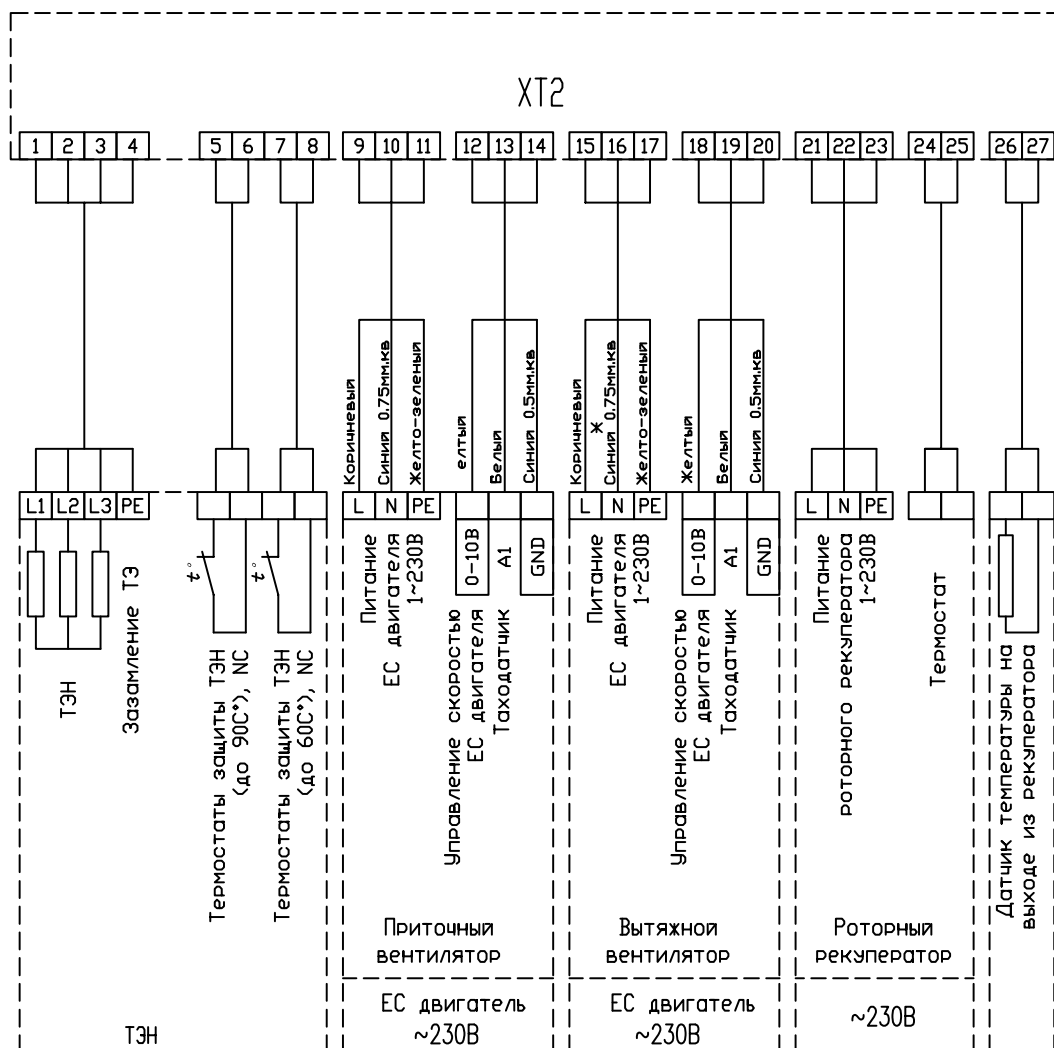 XT2
1 2 3 4 5 6 7 8 9 10 11 12 13 14 15 16 17 18 19 20 21 22 23 24 25 26 27
Коричневый
Синий 0.75мм.кв
Желто-зеленый
елтый
Белый
Синий 0.5мм.кв
Коричневый
Ж
Синий 0.75мм.кв
Желто-зеленый
Желтый
Белый
Синий 0.5мм.кв
L1 L2 L3 PE L N PE L N PE L N PE
ТЭН
Зазамление ТЭ
t°
t°
Термостаты защиты ТЭН
(до 90С°), NC
Термостаты защиты ТЭН
(до 60С°), NC
Питание
ЕС двигателя
1~230В
0-10В
A1
GND
Управление скоростью
ЕС двигателя
Таходатчик
Питание
ЕС двигателя
1~230В
0-10В
A1
GND
Управление скоростью
ЕС двигателя
Таходатчик
Питание
роторного рекуператора
1~230В
Термостат
Датчик температуры на
выходе из рекуператора
Приточный
вентилятор
Вытяжной
вентилятор
Роторный
рекуператор
ТЭН
ЕС двигатель
~230В
ЕС двигатель
~230В
~230В